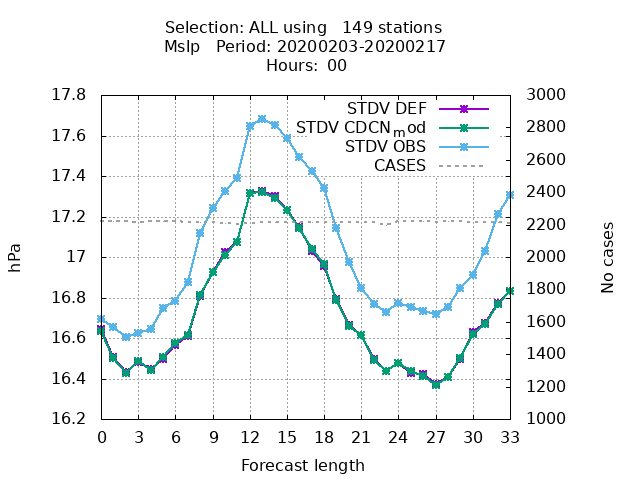 Selection: ALL using   149 stations
Mslp   Period: 20200203-20200217
Hours: 00
17.8
17.6
17.4
17.2
17
16.8
16.6
16.4
16.2
3000
2800
2600
2400
2200
2000
1800
1600
1400
1200
1000
STDV DEF
STDV CDCNmod
STDV OBS
CASES
hPa
No cases
0 3 6 9 12 15 18 21 24 27 30 33
Forecast length